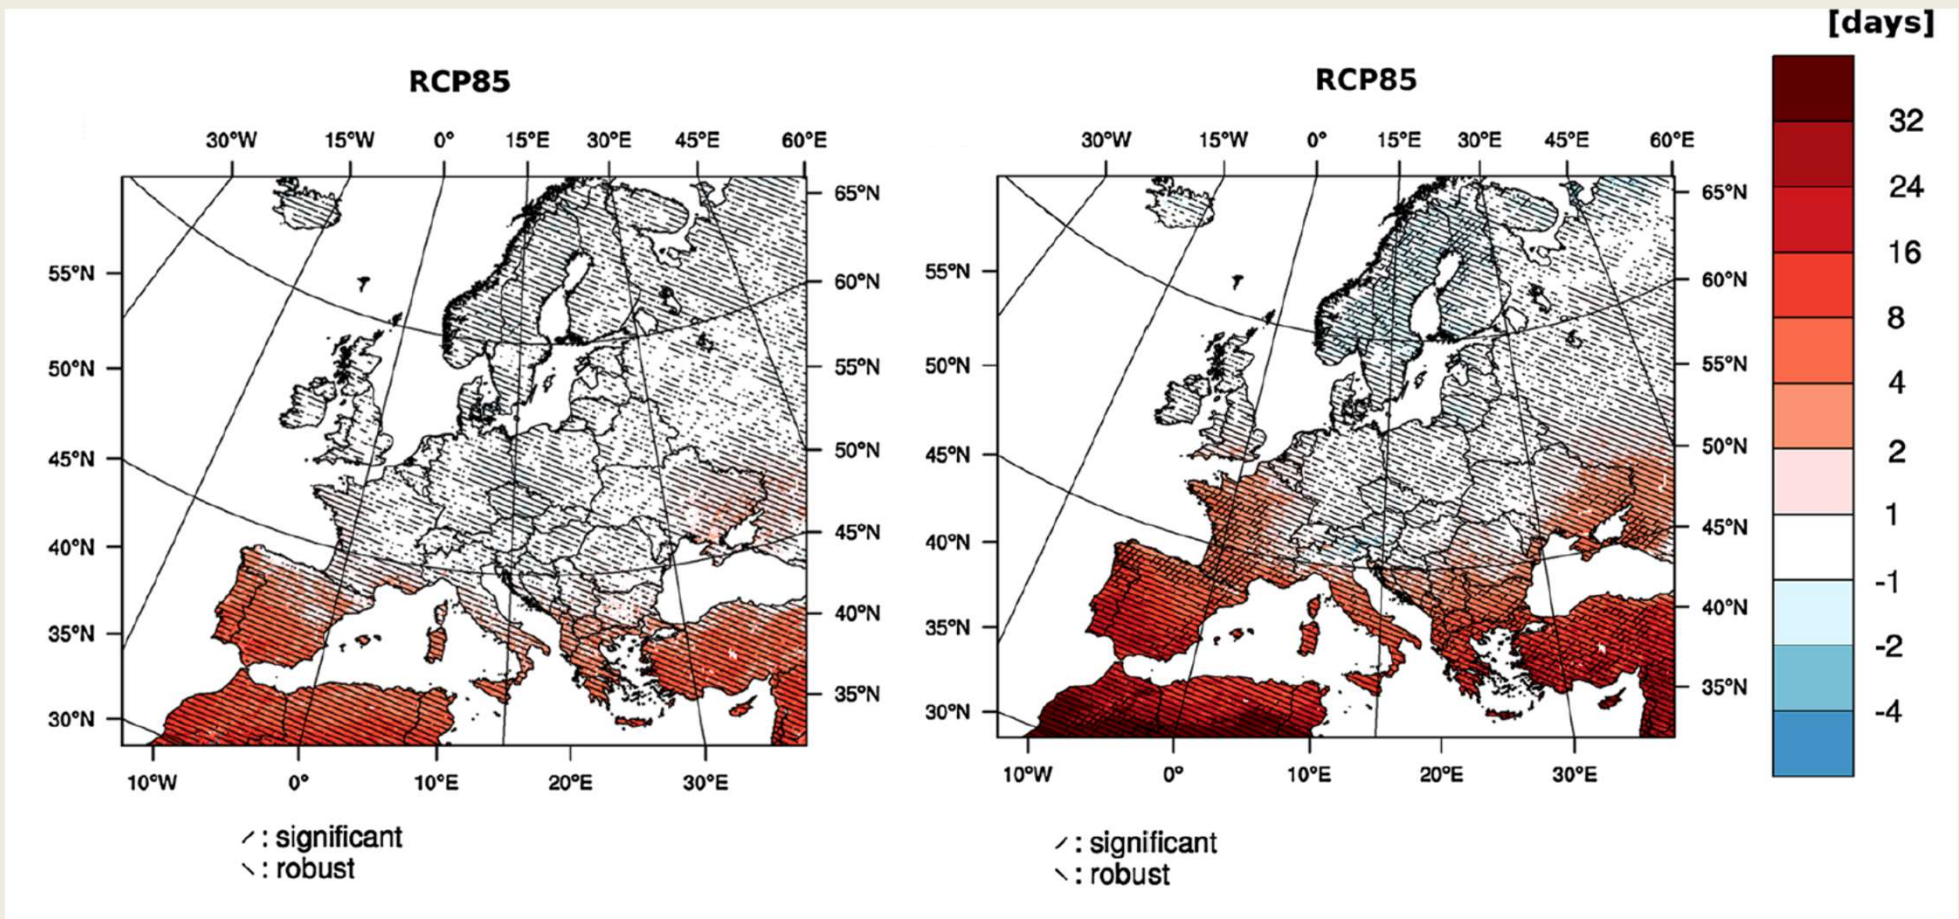 [days]
RCP85
RCP85
30°W 15°W 0° 15°E 30°E 45°E 60°E
30°W 15°W 0° 15°E 30°E 45°E 60°E
55°N
50°N
45°N
40°N
35°N
30°N
65°N
60°N
55°N
50°N
45°N
40°N
35°N
10°W 0° 10°E 20°E 30°E
55°N
50°N
45°N
40°N
35°N
30°N
65°N
60°N
55°N
50°N
45°N
40°N
35°N
10°W 0° 10°E 20°E 30°E
32
24
16
8
4
2
1
-1
-2
-4
⟋ : significant
⟍ : robust
⟋ : significant
⟍ : robust